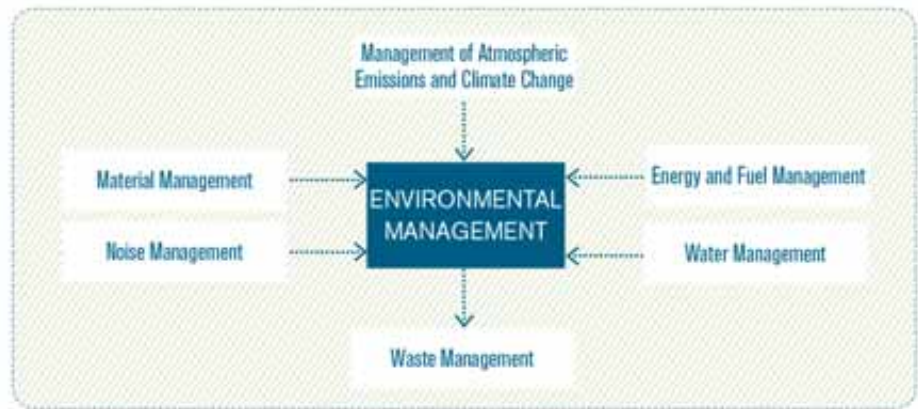 Management of Atmospheric
Emissions and Climate Change
Material Management
ENVIRONMENTAL
MANAGEMENT
Energy and Fuel Management
Noise Management
Water Management
Waste Management